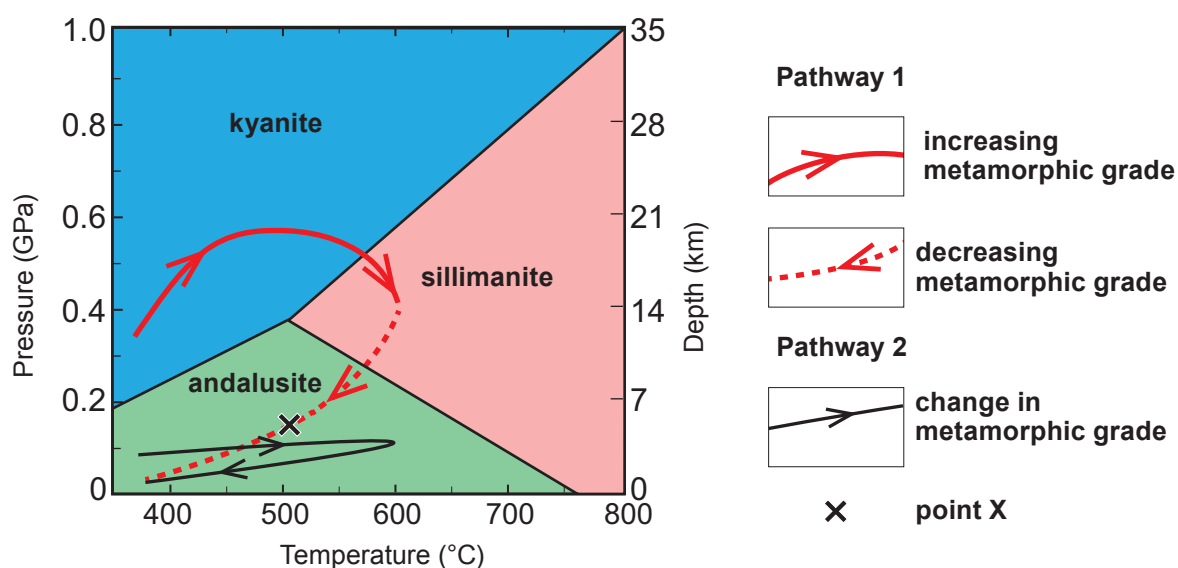 1.0
0.8
0.6
0.4
0.2
0
Pressure (GPa)
kyanite
sillimanite
andalusite
35
28
21
14
7
0
Depth (km)
400 500 600 700 800
Temperature (°C)
Pathway 1
increasing
metamorphic grade
decreasing
metamorphic grade
Pathway 2
change in
metamorphic grade
point X